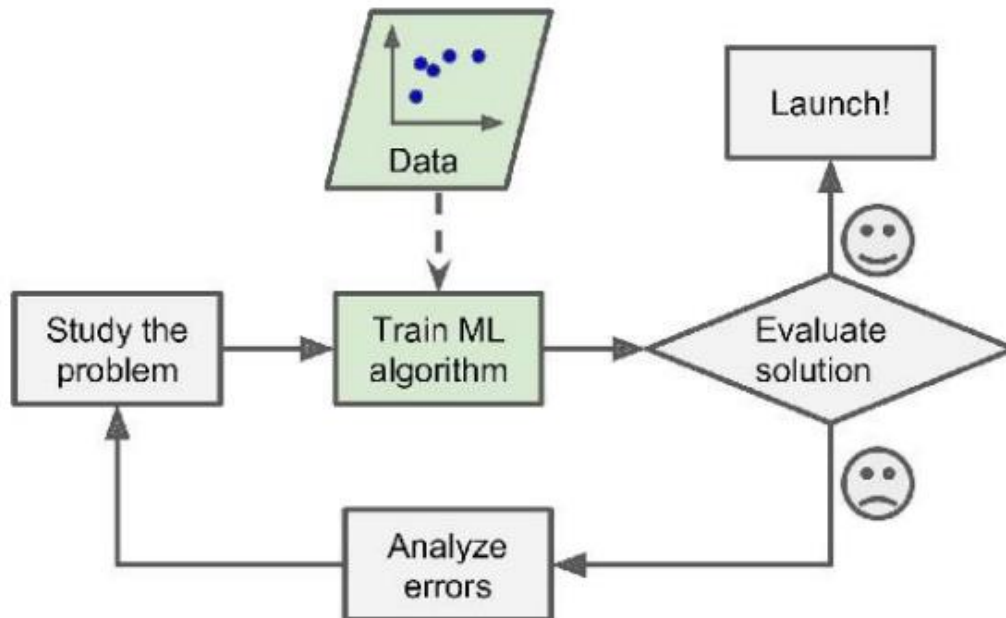 Data
Launch!
Study the
problem
Train ML
algorithm
Evaluate
solution
Analyze
errors